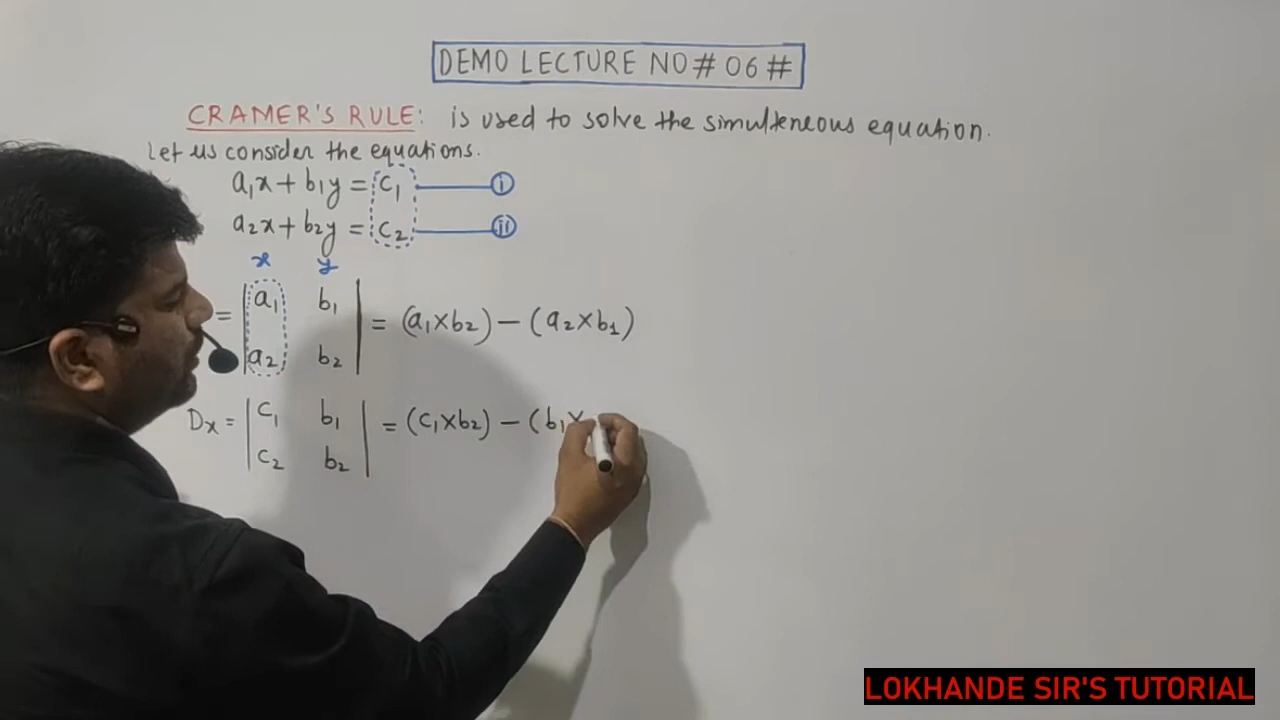 DEMO LECTURE NO# 06 #
CRAMER'S RULE: is used to solve the simulteneous equation.
Let us consider the equations.
a₁x + b₁y = c₁ ——— (i)
a₂x + b₂y = c₂ ——— (ii)
x y
= | a₁ b₁ | = (a₁×b₂) – (a₂×b₁)
| a₂ b₂ |
Dx = | c₁ b₁ | = (c₁×b₂) – (b₁×
| c₂ b₂ |
LOKHANDE SIR'S TUTORIAL